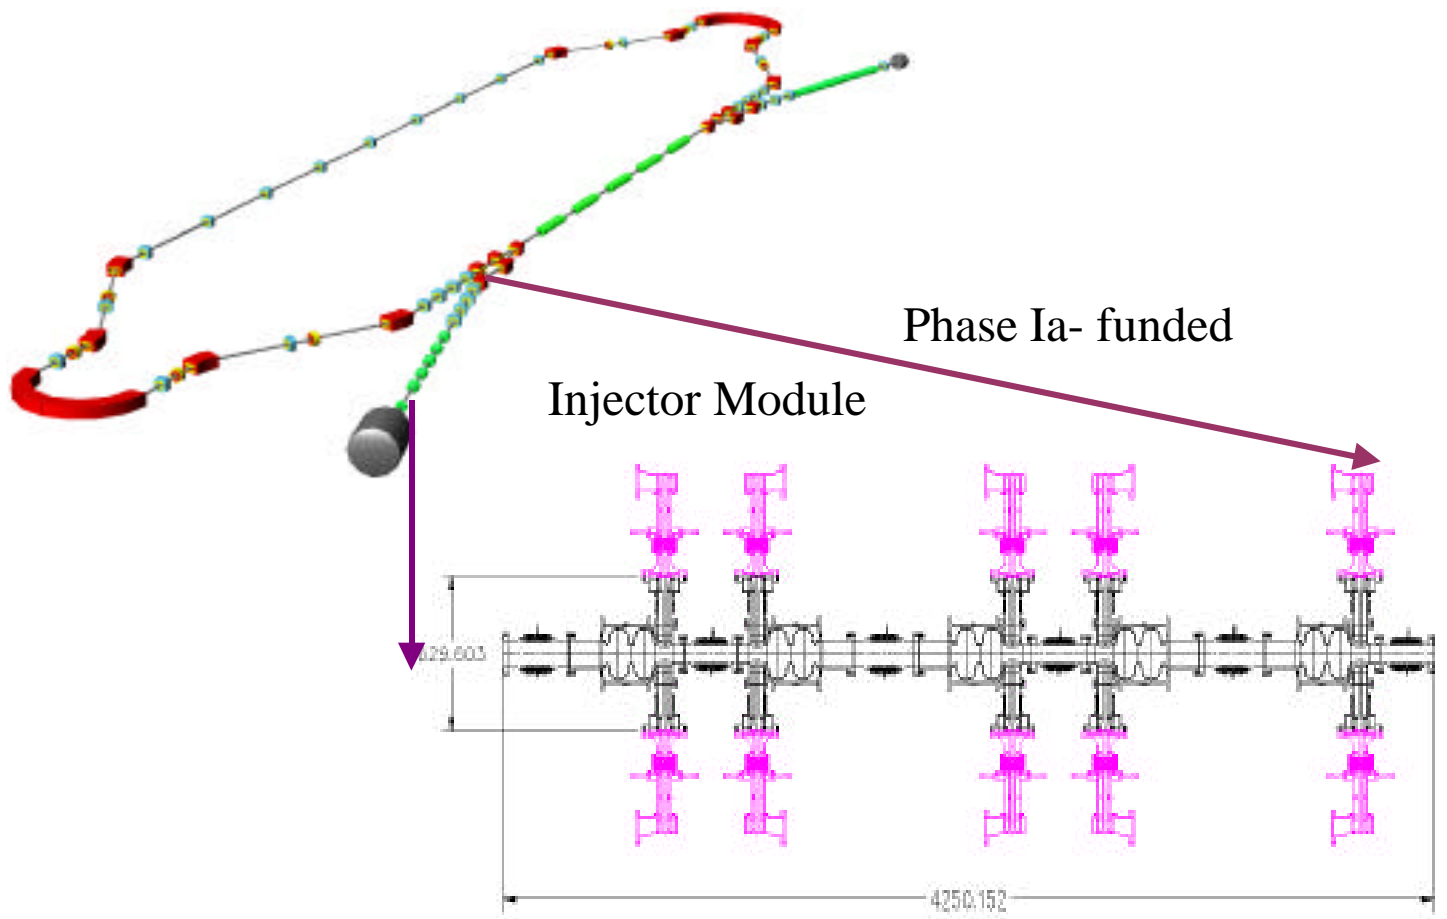 Phase Ia- funded
Injector Module
4250.152